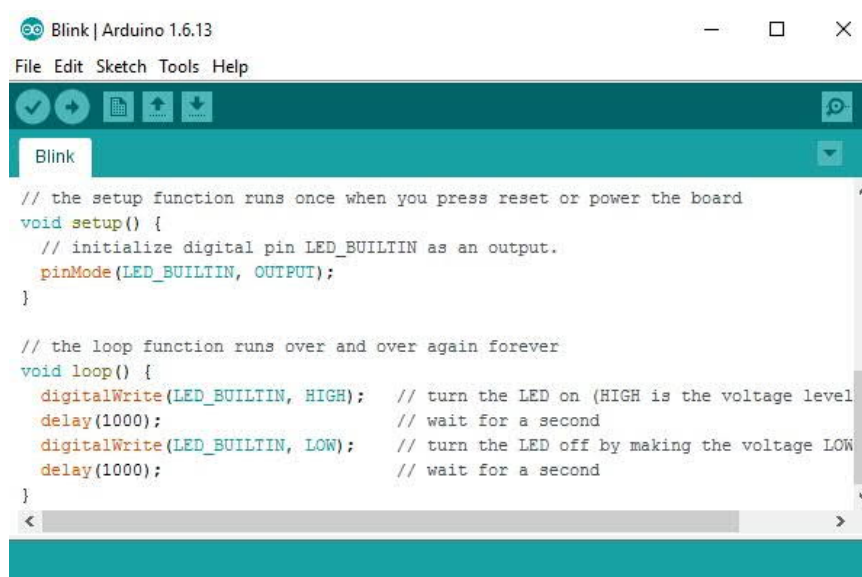 Blink | Arduino 1.6.13
File Edit Sketch Tools Help
Blink
// the setup function runs once when you press reset or power the board
void setup() {
  // initialize digital pin LED_BUILTIN as an output.
  pinMode(LED_BUILTIN, OUTPUT);
}

// the loop function runs over and over again forever
void loop() {
  digitalWrite(LED_BUILTIN, HIGH);   // turn the LED on (HIGH is the voltage level
  delay(1000);                       // wait for a second
  digitalWrite(LED_BUILTIN, LOW);    // turn the LED off by making the voltage LOW
  delay(1000);                       // wait for a second
}